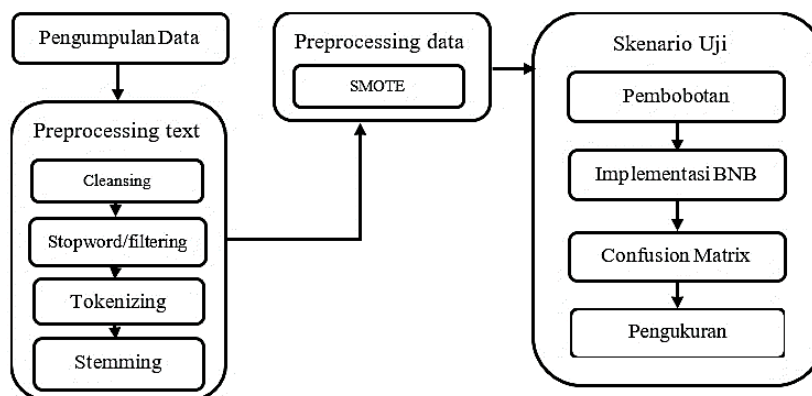 Pengumpulan Data
Preprocessing text
Cleansing
Stopword/filtering
Tokenizing
Stemming
Preprocessing data
SMOTE
Skenario Uji
Pembobotan
Implementasi BNB
Confusion Matrix
Pengukuran